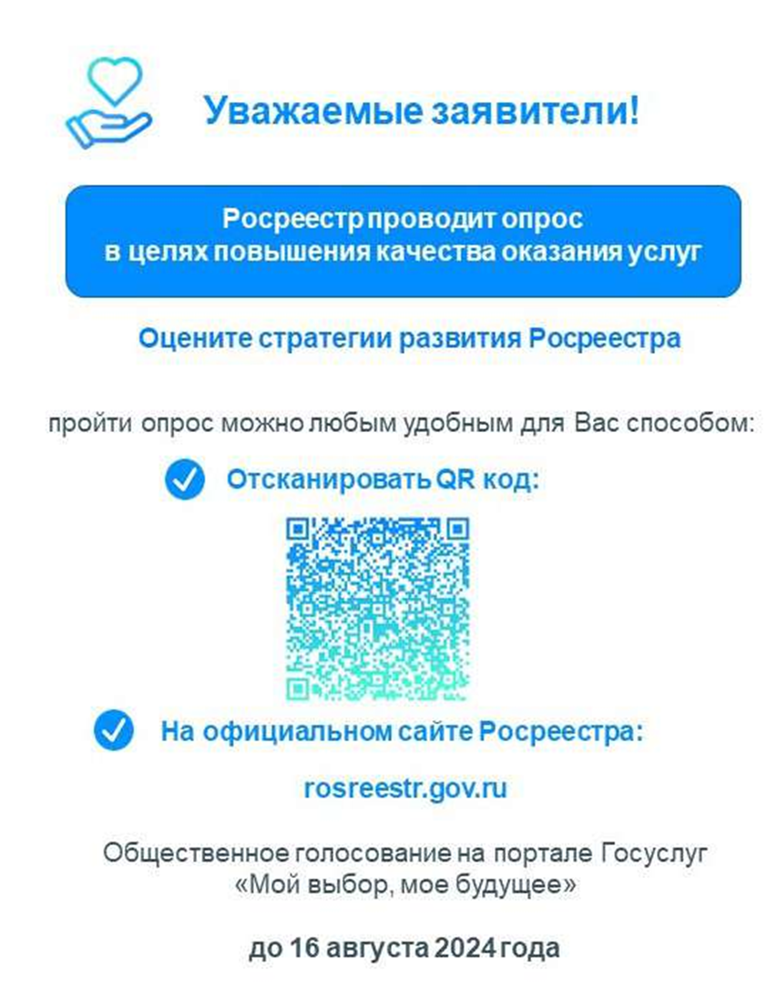 Уважаемые заявители!
Росреестр проводит опрос
в целях повышения качества оказания услуг
Оцените стратегии развития Росреестра
пройти опрос можно любым удобным для Вас способом:
Отсканировать QR код:
На официальном сайте Росреестра:
rosreestr.gov.ru
Общественное голосование на портале Госуслуг
«Мой выбор, мое будущее»
до 16 августа 2024 года